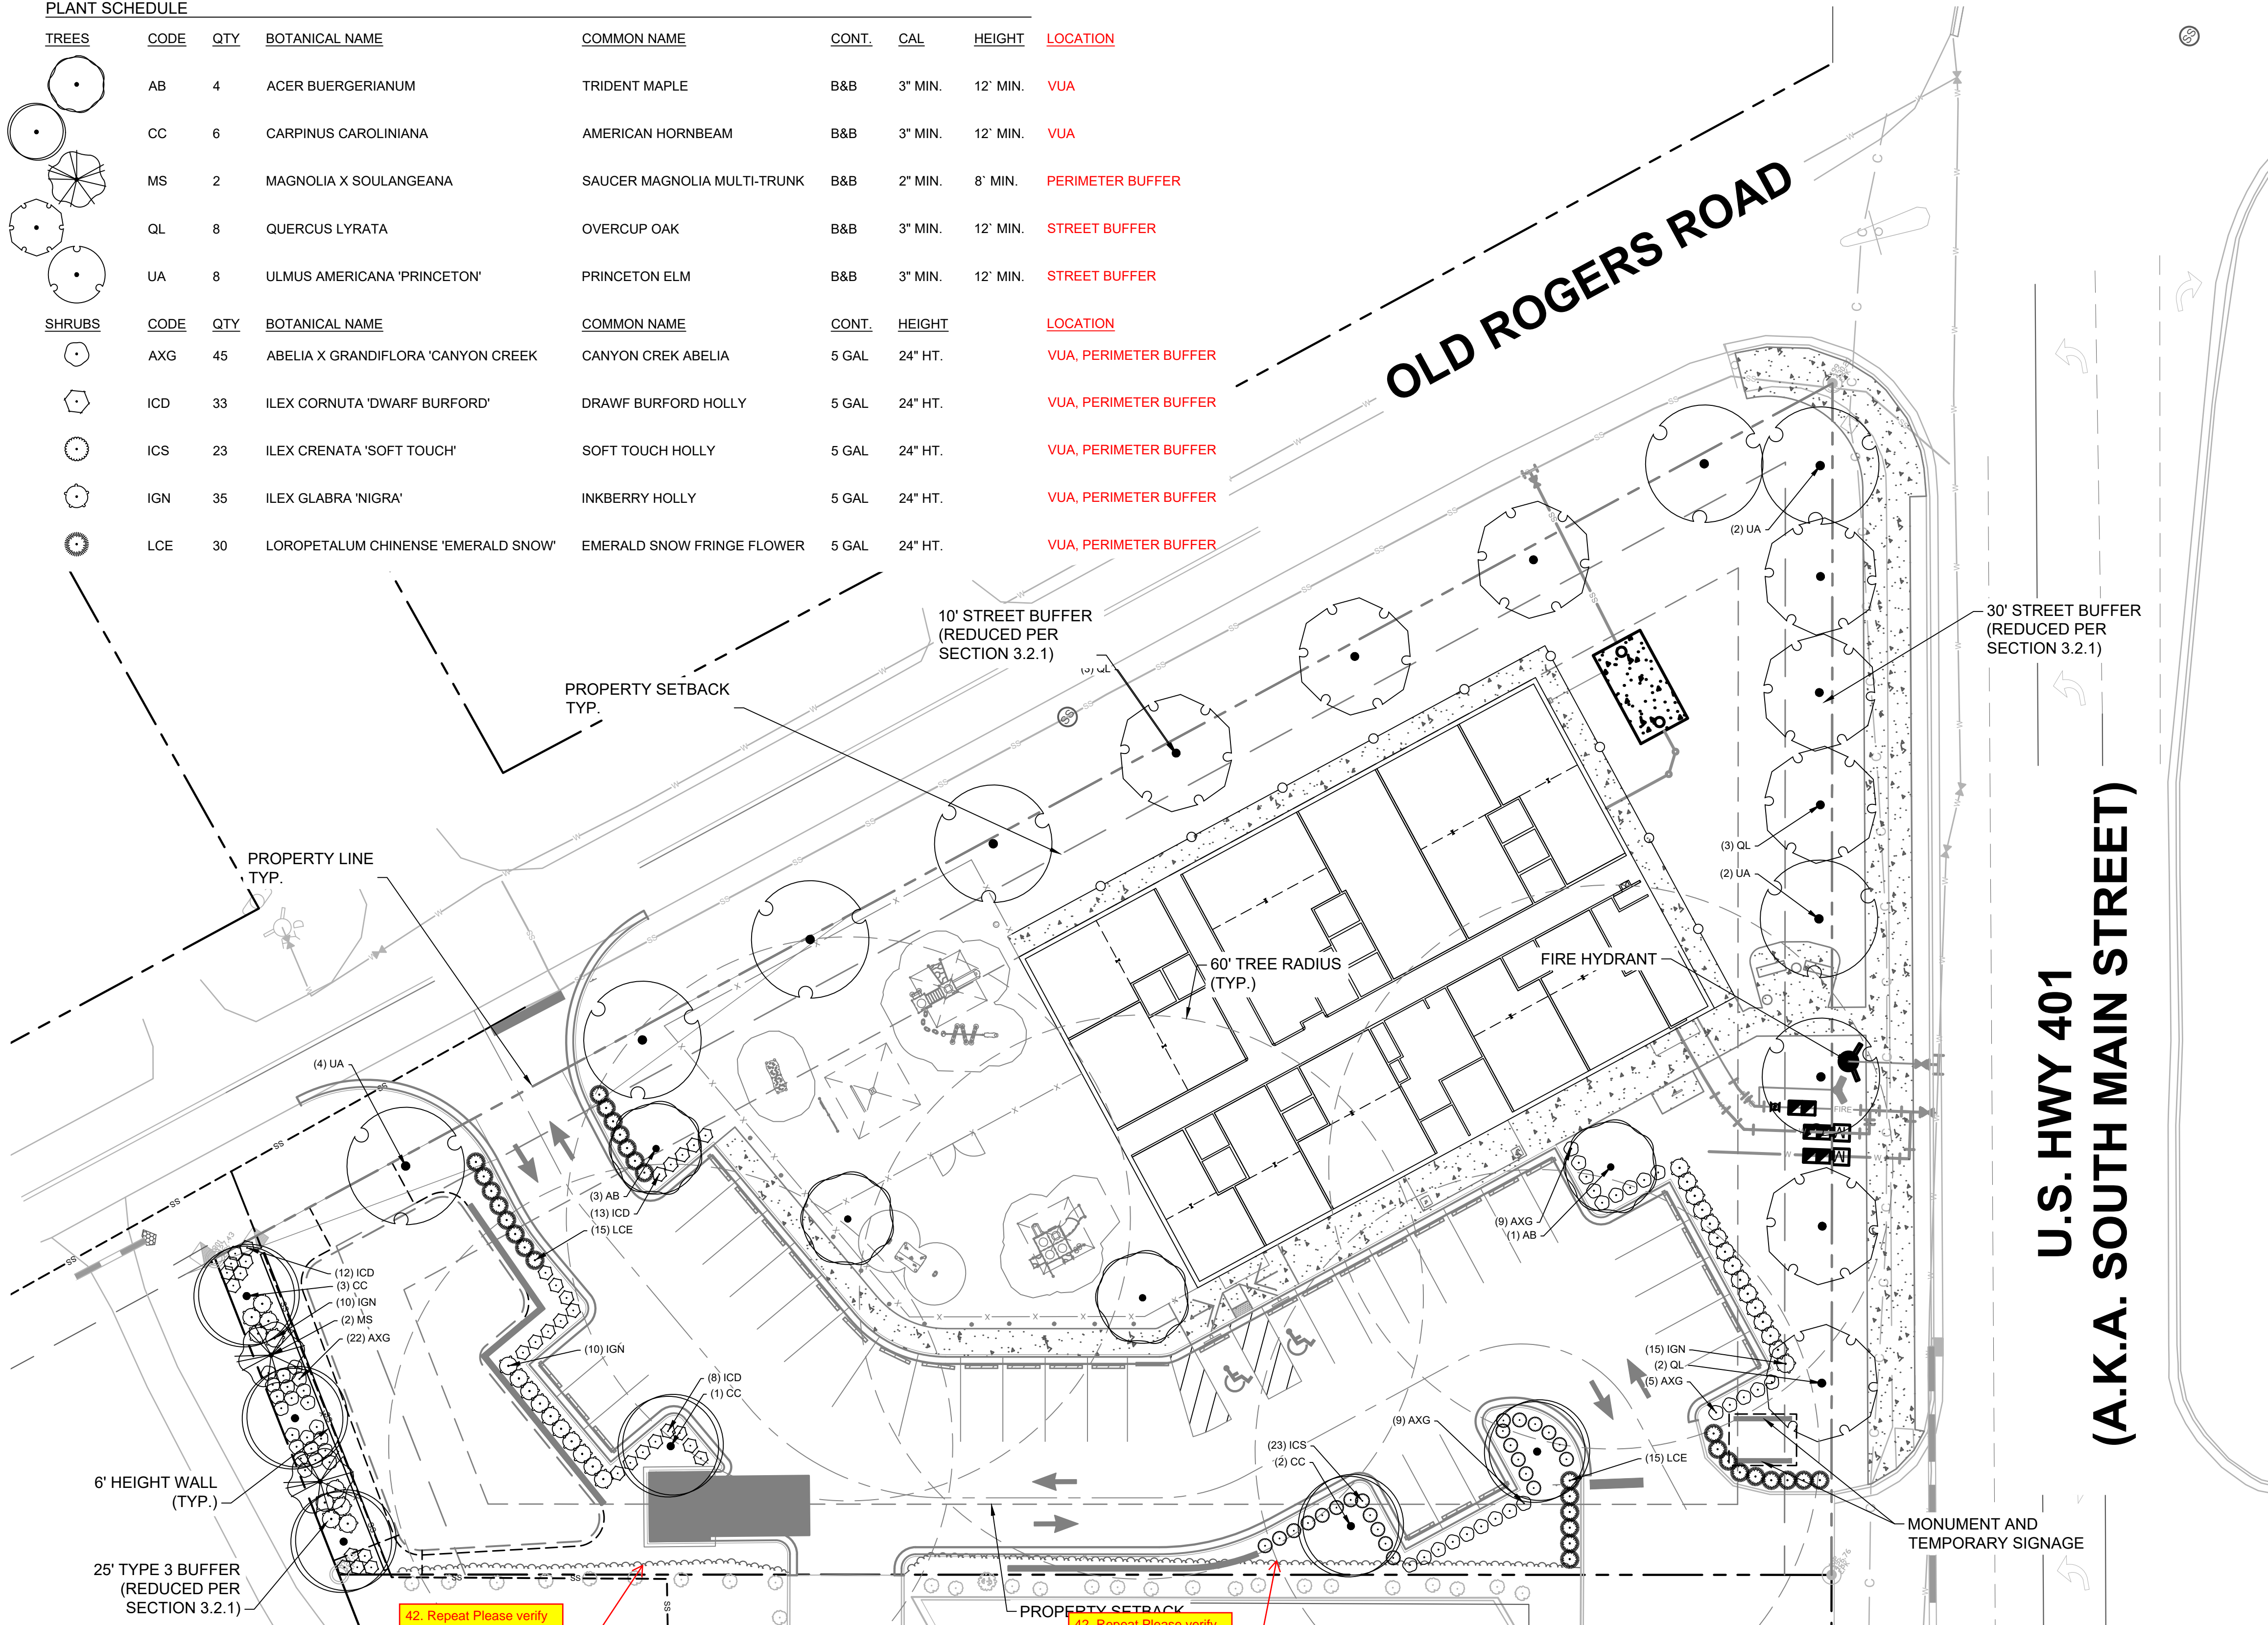 PLANT SCHEDULE
TREES CODE QTY BOTANICAL NAME COMMON NAME CONT. CAL HEIGHT LOCATION
AB 4 ACER BUERGERIANUM TRIDENT MAPLE B&B 3" MIN. 12` MIN. VUA
CC 6 CARPINUS CAROLINIANA AMERICAN HORNBEAM B&B 3" MIN. 12` MIN. VUA
MS 2 MAGNOLIA X SOULANGEANA SAUCER MAGNOLIA MULTI-TRUNK B&B 2" MIN. 8` MIN. PERIMETER BUFFER
QL 8 QUERCUS LYRATA OVERCUP OAK B&B 3" MIN. 12` MIN. STREET BUFFER
UA 8 ULMUS AMERICANA 'PRINCETON' PRINCETON ELM B&B 3" MIN. 12` MIN. STREET BUFFER
SHRUBS CODE QTY BOTANICAL NAME COMMON NAME CONT. HEIGHT LOCATION
AXG 45 ABELIA X GRANDIFLORA 'CANYON CREEK CANYON CREK ABELIA 5 GAL 24" HT. VUA, PERIMETER BUFFER
ICD 33 ILEX CORNUTA 'DWARF BURFORD' DRAWF BURFORD HOLLY 5 GAL 24" HT. VUA, PERIMETER BUFFER
ICS 23 ILEX CRENATA 'SOFT TOUCH' SOFT TOUCH HOLLY 5 GAL 24" HT. VUA, PERIMETER BUFFER
IGN 35 ILEX GLABRA 'NIGRA' INKBERRY HOLLY 5 GAL 24" HT. VUA, PERIMETER BUFFER
LCE 30 LOROPETALUM CHINENSE 'EMERALD SNOW' EMERALD SNOW FRINGE FLOWER 5 GAL 24" HT. VUA, PERIMETER BUFFER
OLD ROGERS ROAD
(2) UA
10' STREET BUFFER
(REDUCED PER
SECTION 3.2.1)
(3) QL
30' STREET BUFFER
(REDUCED PER
SECTION 3.2.1)
PROPERTY SETBACK
TYP.
PROPERTY LINE
TYP.
(3) QL
(2) UA
60' TREE RADIUS
(TYP.)
FIRE HYDRANT
U.S. HWY 401
(A.K.A. SOUTH MAIN STREET)
(4) UA
FIRE
(3) AB
(13) ICD
(15) LCE
(9) AXG
(1) AB
(12) ICD
(3) CC
(10) IGN
(2) MS
(22) AXG
(10) IGN
(8) ICD
(1) CC
(15) IGN
(2) QL
(5) AXG
(9) AXG
(23) ICS
(2) CC
(15) LCE
6' HEIGHT WALL
(TYP.)
MONUMENT AND
TEMPORARY SIGNAGE
25' TYPE 3 BUFFER
(REDUCED PER
SECTION 3.2.1)
PROPERTY SETBACK
42. Repeat Please verify
42. Repeat Please verify